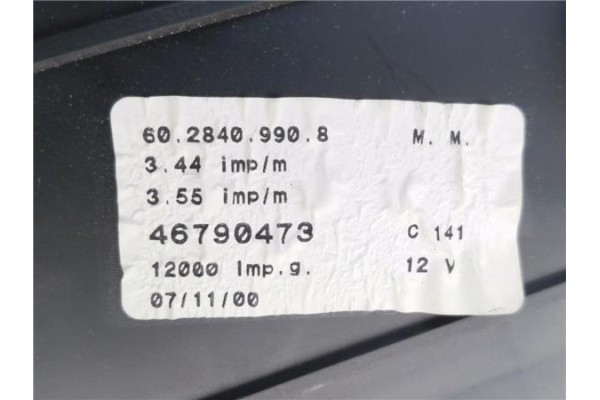 60.2840.990.8 M. M.
3.44 imp/m
3.55 imp/m
46790473 C 141
12000 Imp.g. 12 V
07/11/00